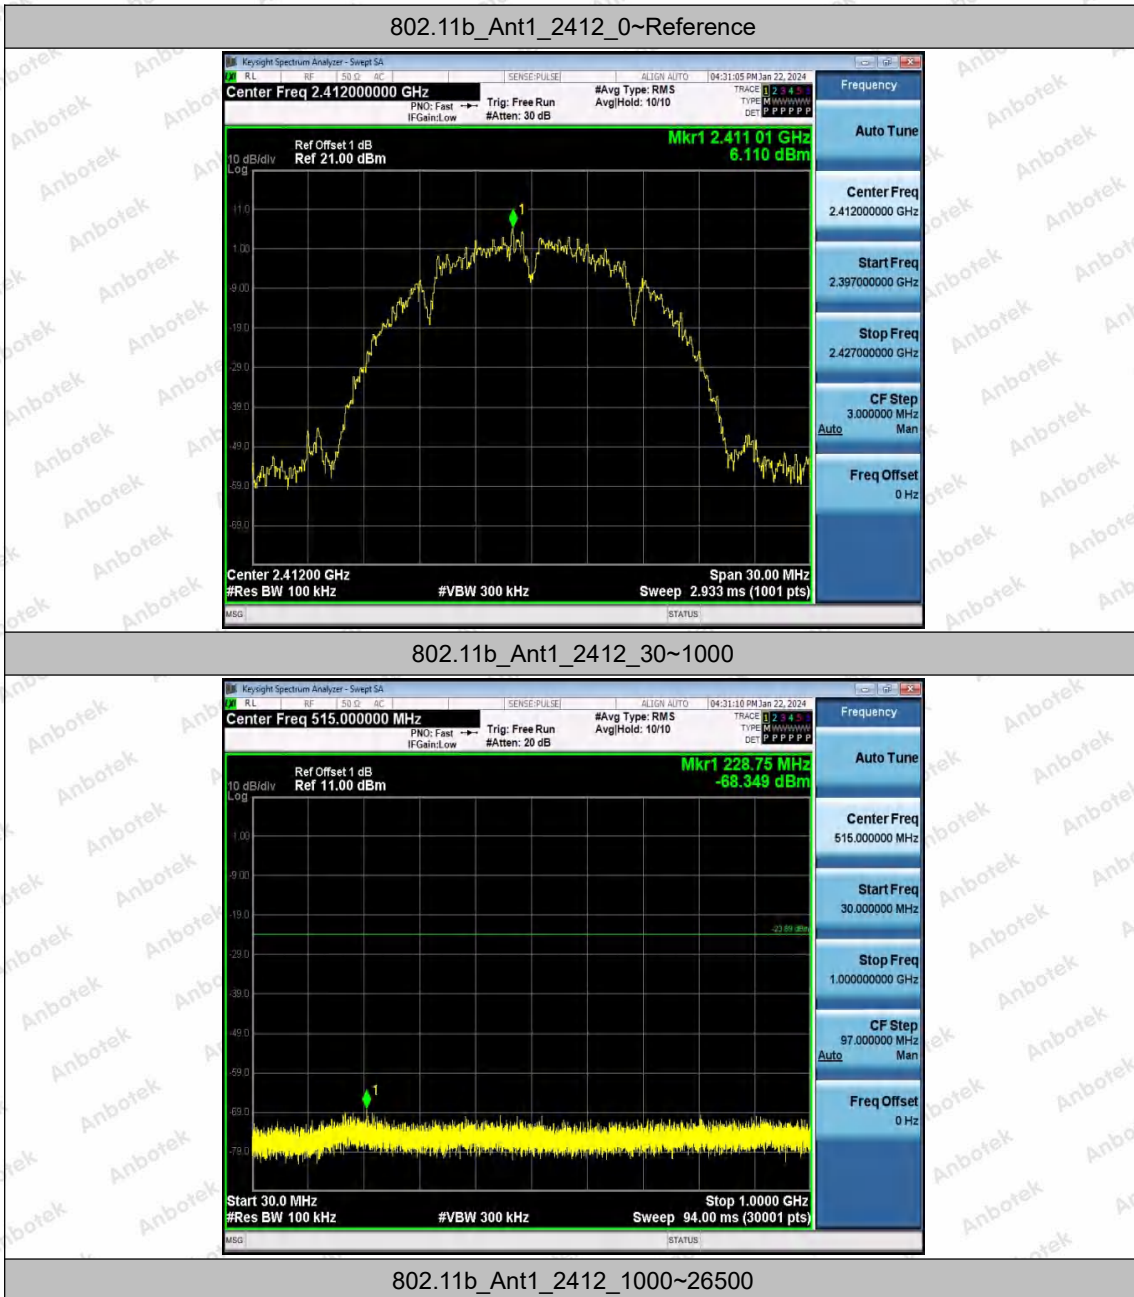 802.11b_Ant1_2412_0~Reference
Keysight Spectrum Analyzer - Swept SA
RL RF 50 Ω AC SENSE:PULSE ALIGN AUTO 04:31:05 PM Jan 22, 2024
Center Freq 2.412000000 GHz
PNO: Fast
IFGain:Low
Trig: Free Run
#Atten: 30 dB
#Avg Type: RMS
Avg|Hold: 10/10
TRACE 1 2 3 4 5 6
TYPE M W W W W W
DET P P P P P P
Frequency
Ref Offset 1 dB
10 dB/div Ref 21.00 dBm
Log
Mkr1 2.411 01 GHz
6.110 dBm
11.0
1.00
-9.00
-19.0
-29.0
-39.0
-49.0
-59.0
-69.0
1
Center 2.41200 GHz
Span 30.00 MHz
#Res BW 100 kHz
#VBW 300 kHz
Sweep 2.933 ms (1001 pts)
MSG
STATUS
Auto Tune
Center Freq
2.412000000 GHz
Start Freq
2.397000000 GHz
Stop Freq
2.427000000 GHz
CF Step
3.000000 MHz
Auto Man
Freq Offset
0 Hz
802.11b_Ant1_2412_30~1000
Keysight Spectrum Analyzer - Swept SA
RL RF 50 Ω AC SENSE:PULSE ALIGN AUTO 04:31:10 PM Jan 22, 2024
Center Freq 515.000000 MHz
PNO: Fast
IFGain:Low
Trig: Free Run
#Atten: 20 dB
#Avg Type: RMS
Avg|Hold: 10/10
TRACE 1 2 3 4 5 6
TYPE M W W W W W
DET P P P P P P
Frequency
Ref Offset 1 dB
10 dB/div Ref 11.00 dBm
Log
Mkr1 228.75 MHz
-68.349 dBm
1.00
-9.00
-19.0
-29.0
-39.0
-49.0
-59.0
-69.0
-79.0
-23.89 dBm
1
Start 30.0 MHz
Stop 1.0000 GHz
#Res BW 100 kHz
#VBW 300 kHz
Sweep 94.00 ms (30001 pts)
MSG
STATUS
Auto Tune
Center Freq
515.000000 MHz
Start Freq
30.000000 MHz
Stop Freq
1.000000000 GHz
CF Step
97.000000 MHz
Auto Man
Freq Offset
0 Hz
802.11b_Ant1_2412_1000~26500
Anbotek